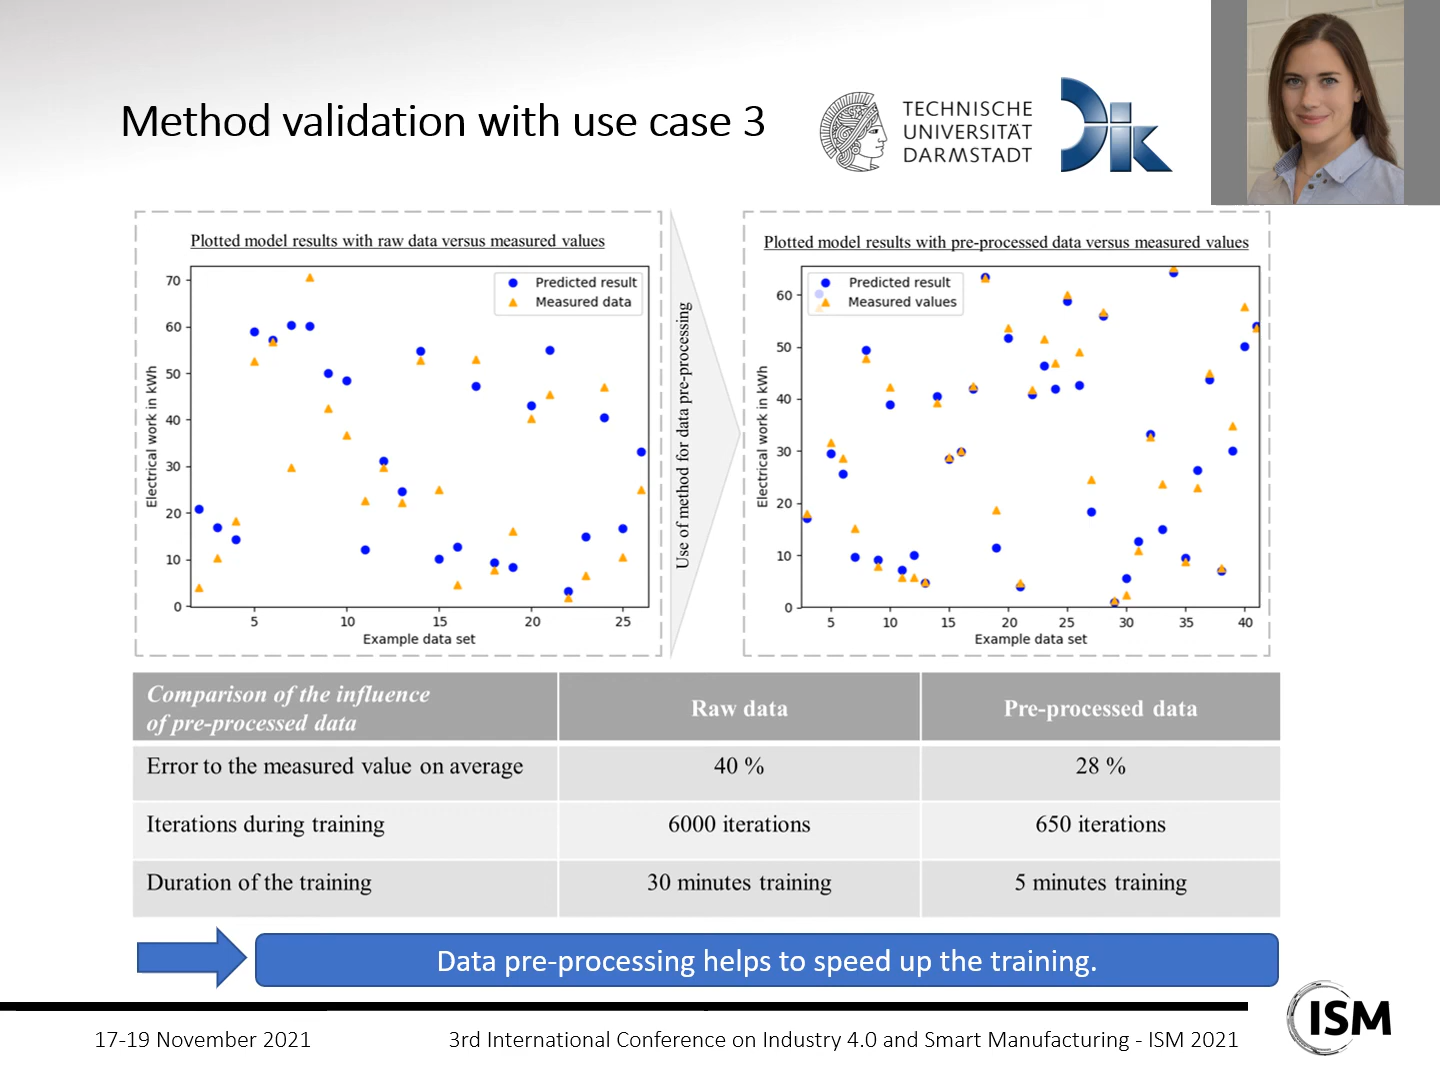 Method validation with use case 3
TECHNISCHE
UNIVERSITÄT
DARMSTADT
Dik
Plotted model results with raw data versus measured values
Predicted result
Measured data
Electrical work in kWh
70
60
50
40
30
20
10
0
5
10
15
20
25
Example data set
Use of method for data pre-processing
Plotted model results with pre-processed data versus measured values
Predicted result
Measured values
Electrical work in kWh
60
50
40
30
20
10
0
5
10
15
20
25
30
35
40
Example data set
Comparison of the influence
of pre-processed data
Raw data
Pre-processed data
Error to the measured value on average
40 %
28 %
Iterations during training
6000 iterations
650 iterations
Duration of the training
30 minutes training
5 minutes training
Data pre-processing helps to speed up the training.
17-19 November 2021
3rd International Conference on Industry 4.0 and Smart Manufacturing - ISM 2021
ISM